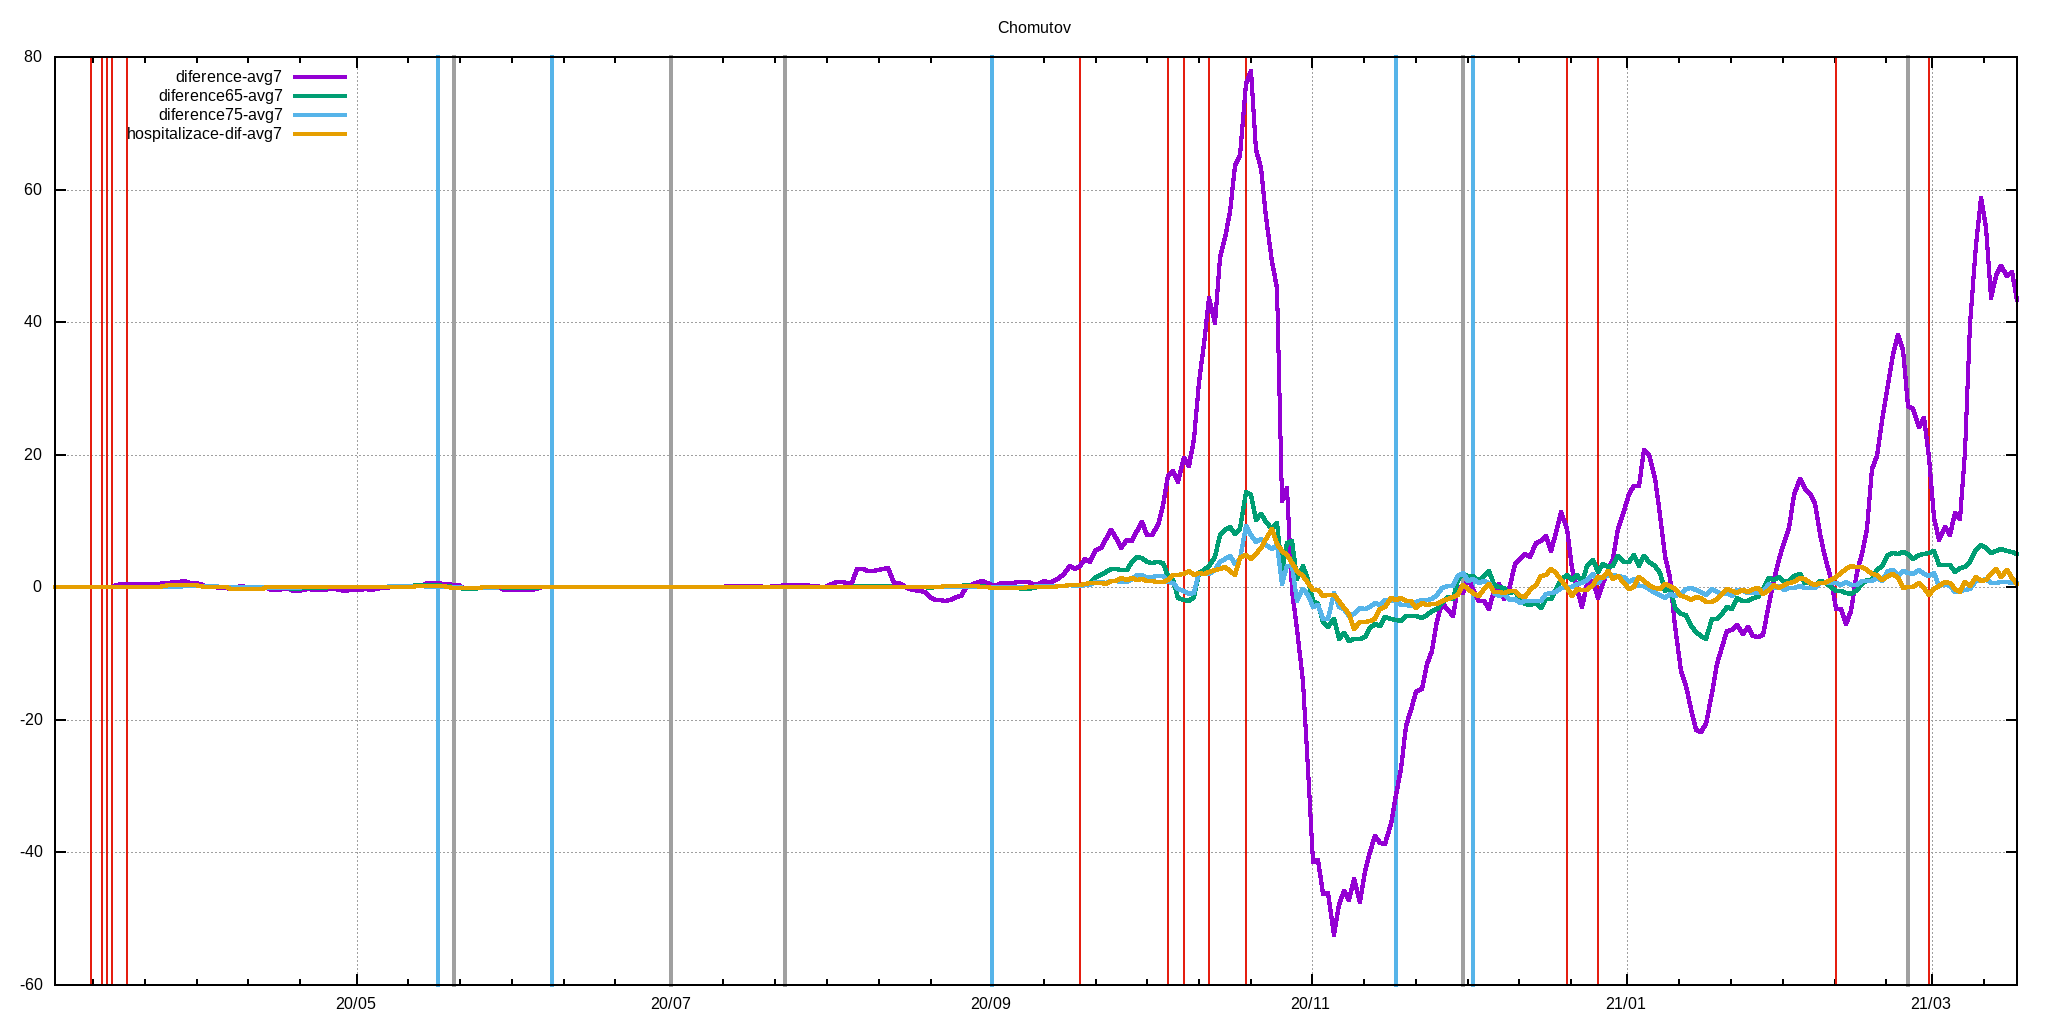 Chomutov
80
60
40
20
0
-20
-40
-60
diference-avg7
diference65-avg7
diference75-avg7
hospitalizace-dif-avg7
20/05
20/07
20/09
20/11
21/01
21/03